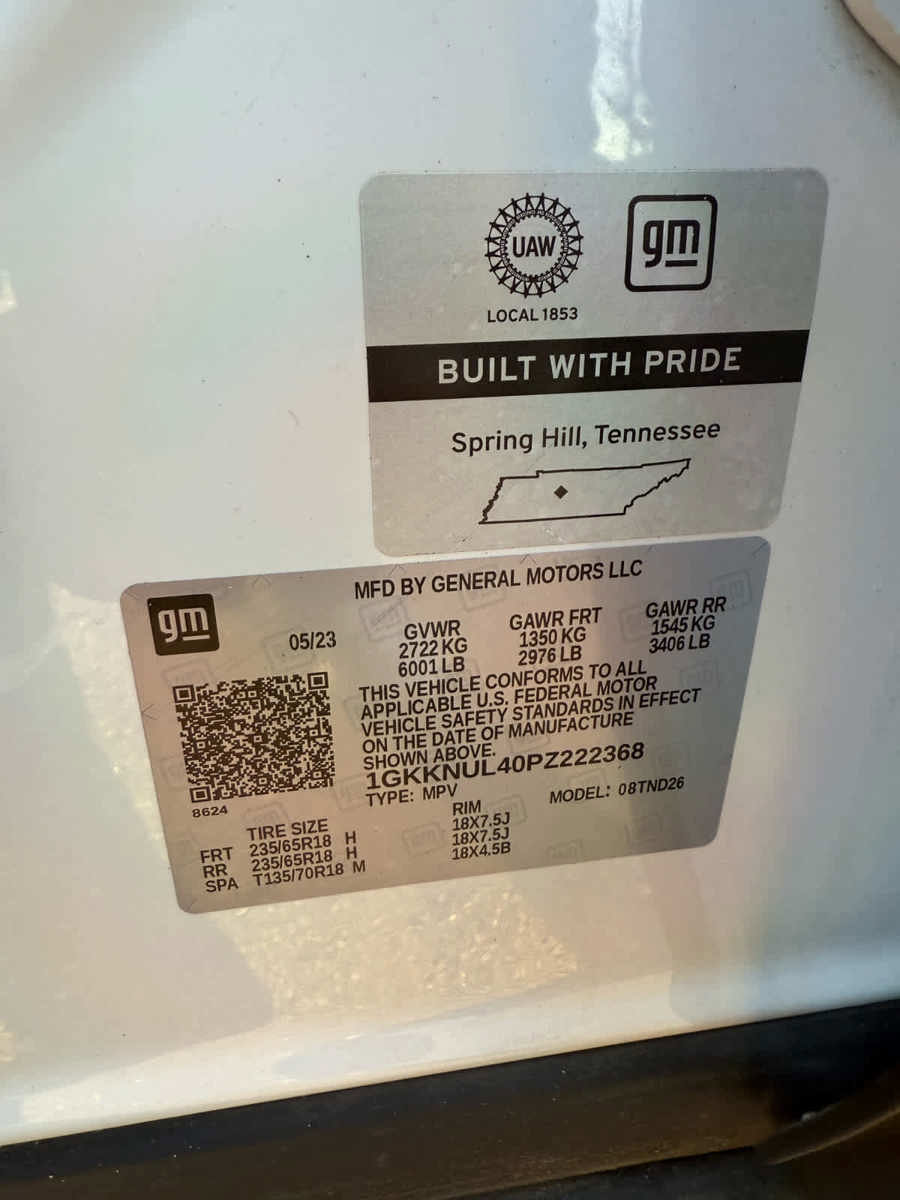 UAW
gm
LOCAL 1853
BUILT WITH PRIDE
Spring Hill, Tennessee
MFD BY GENERAL MOTORS LLC
gm
05/23
GVWR
2722 KG
6001 LB
GAWR FRT
1350 KG
2976 LB
GAWR RR
1545 KG
3406 LB
THIS VEHICLE CONFORMS TO ALL
APPLICABLE U.S. FEDERAL MOTOR
VEHICLE SAFETY STANDARDS IN EFFECT
ON THE DATE OF MANUFACTURE
SHOWN ABOVE.
1GKKNUL40PZ222368
8624
TYPE: MPV
MODEL: 08TND26
TIRE SIZE RIM
FRT 235/65R18 H 18X7.5J
RR 235/65R18 H 18X7.5J
SPA T135/70R18 M 18X4.5B